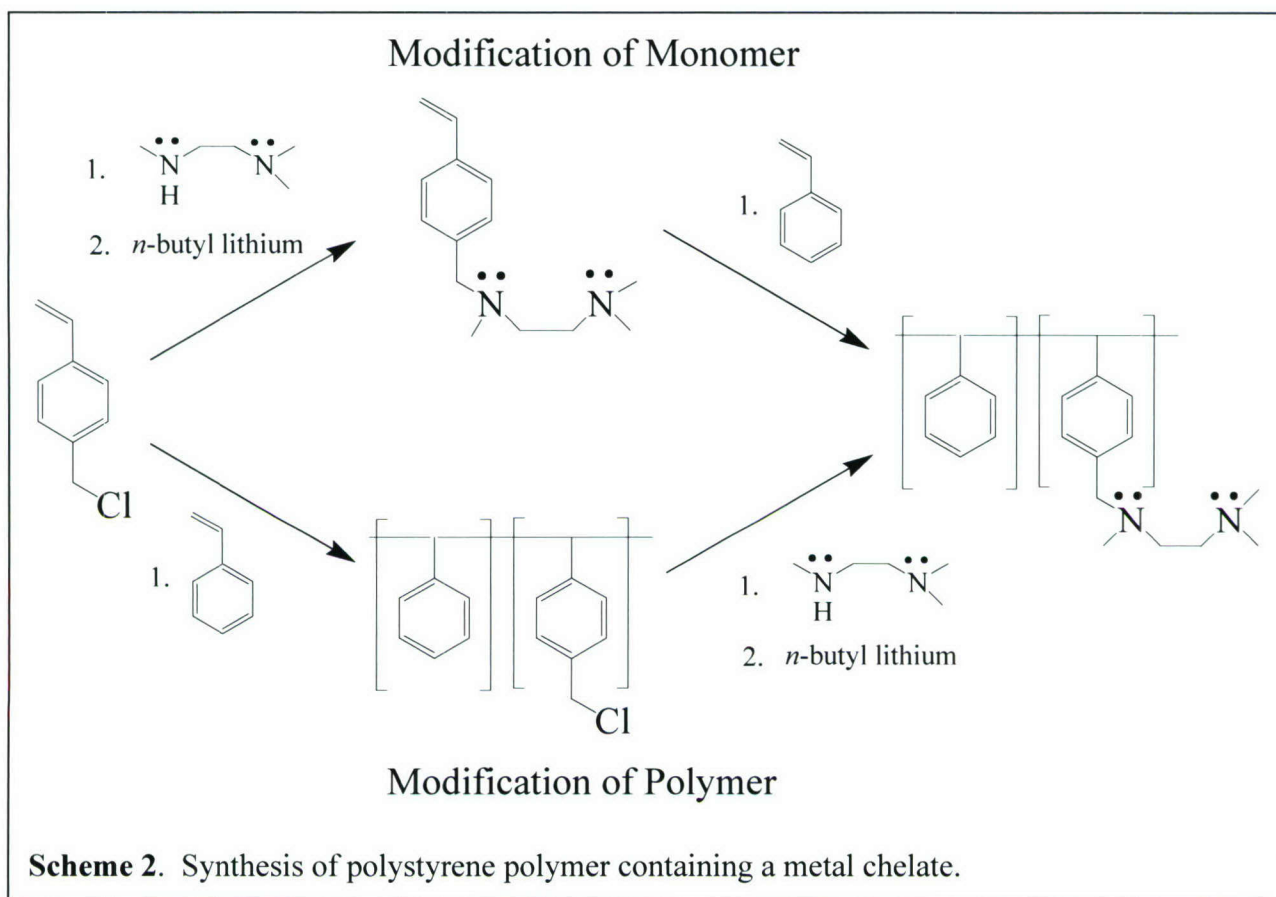 Modification of Monomer
1. N H N
2. n-butyl lithium
N N
1.
Cl
1.
Cl
N N
1. N H N
2. n-butyl lithium
Modification of Polymer
Scheme 2. Synthesis of polystyrene polymer containing a metal chelate.